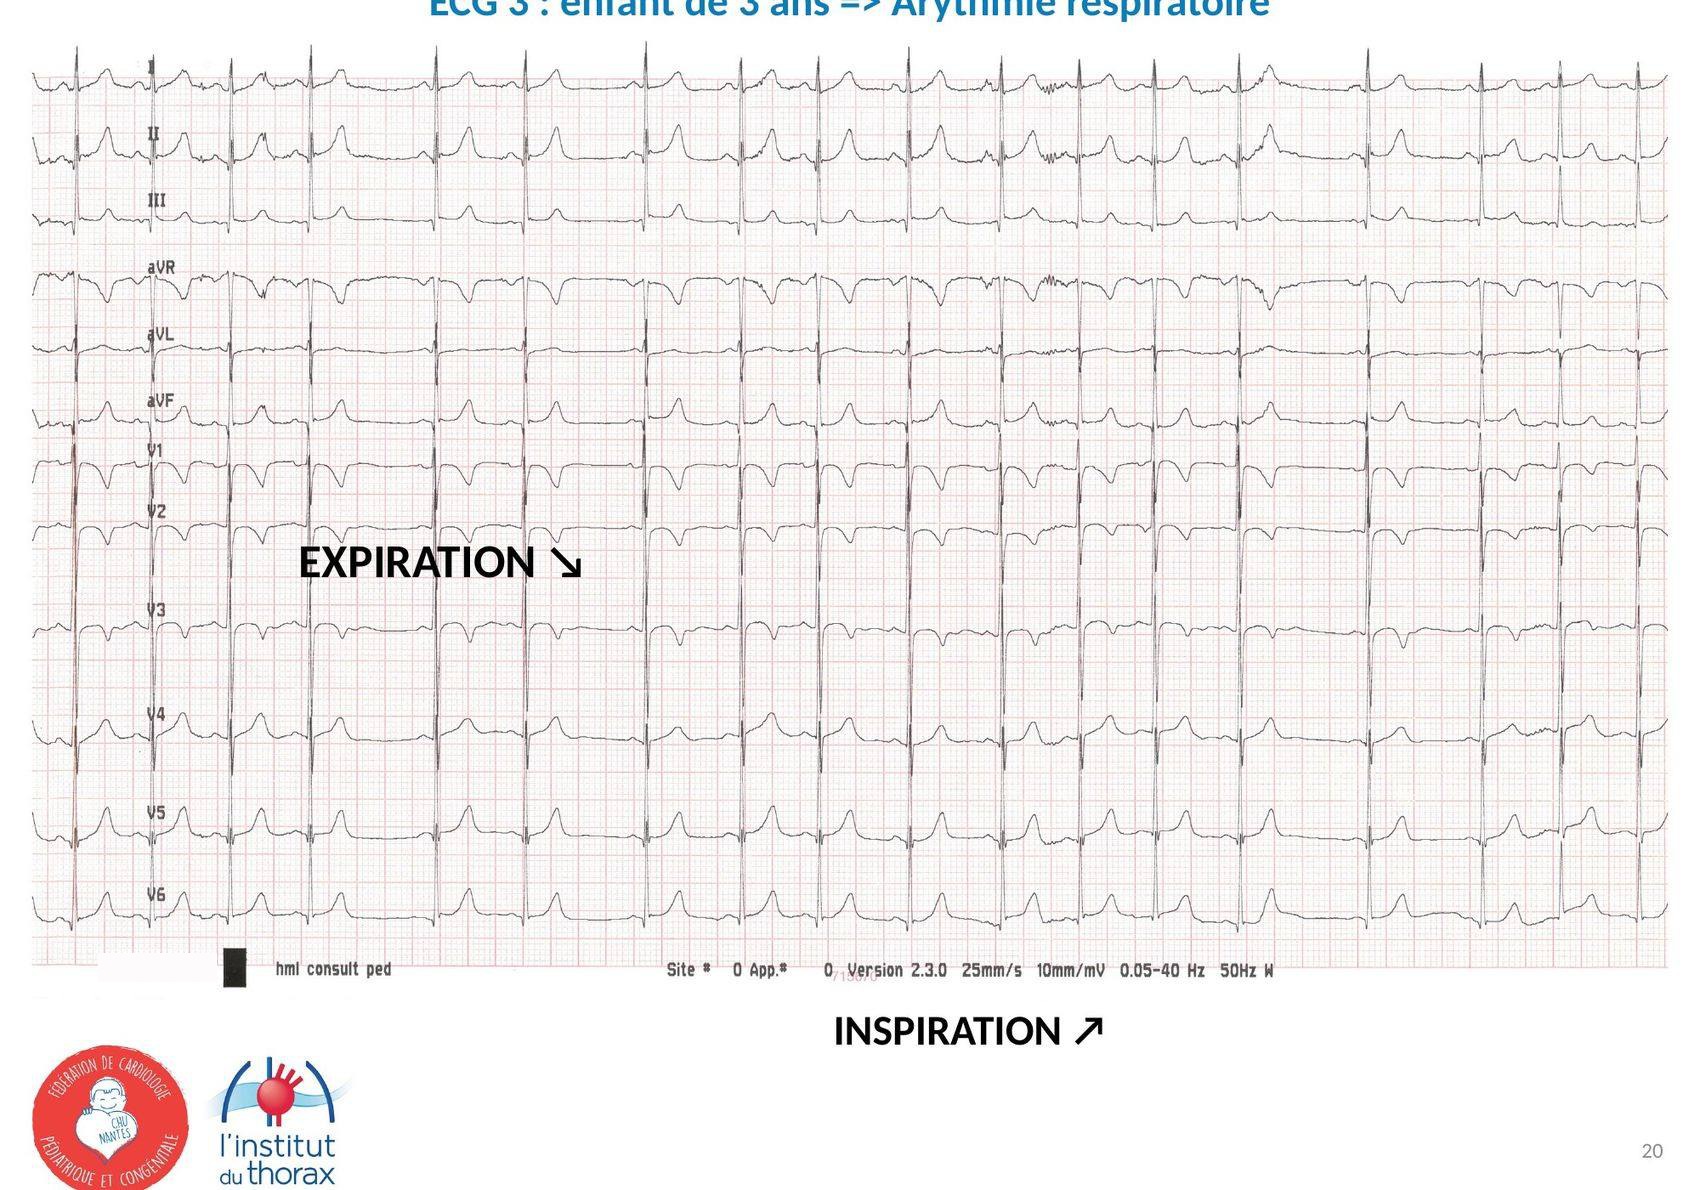 ECG 3 : enfant de 3 ans => Arythmie respiratoire
I
II
III
aVR
aVL
aVF
V1
V2
EXPIRATION ↘
V3
V4
V5
V6
hml consult ped
Site # 0 App.# 0 Version 2.3.0 25mm/s 10mm/mV 0.05-40 Hz 50Hz W
INSPIRATION ↗
FÉDÉRATION DE CARDIOLOGIE
CHU
NANTES
PÉDIATRIQUE ET CONGÉNITALE
l'institut
du thorax
20